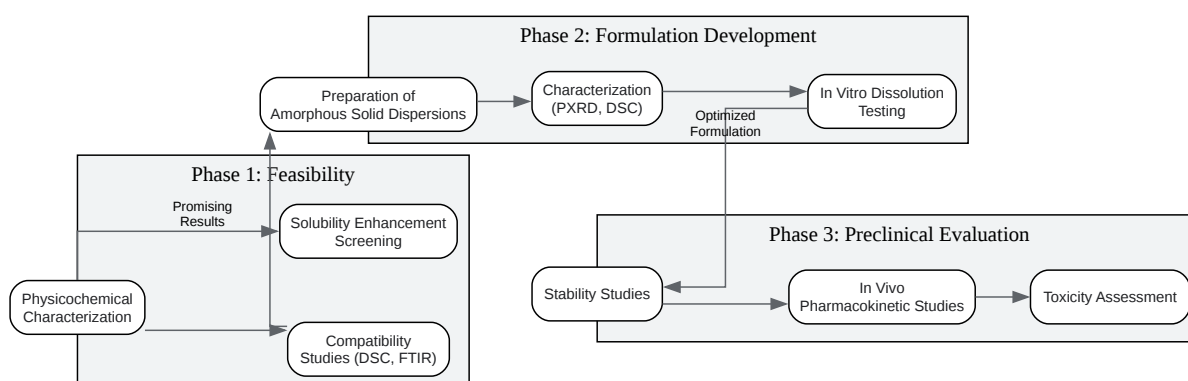 Phase 2: Formulation Development
Preparation of
Amorphous Solid Dispersions
Characterization
(PXRD, DSC)
In Vitro Dissolution
Testing
Optimized
Formulation
Phase 1: Feasibility
Promising
Results
Solubility Enhancement
Screening
Physicochemical
Characterization
Compatibility
Studies (DSC, FTIR)
Phase 3: Preclinical Evaluation
Stability Studies
In Vivo
Pharmacokinetic Studies
Toxicity Assessment